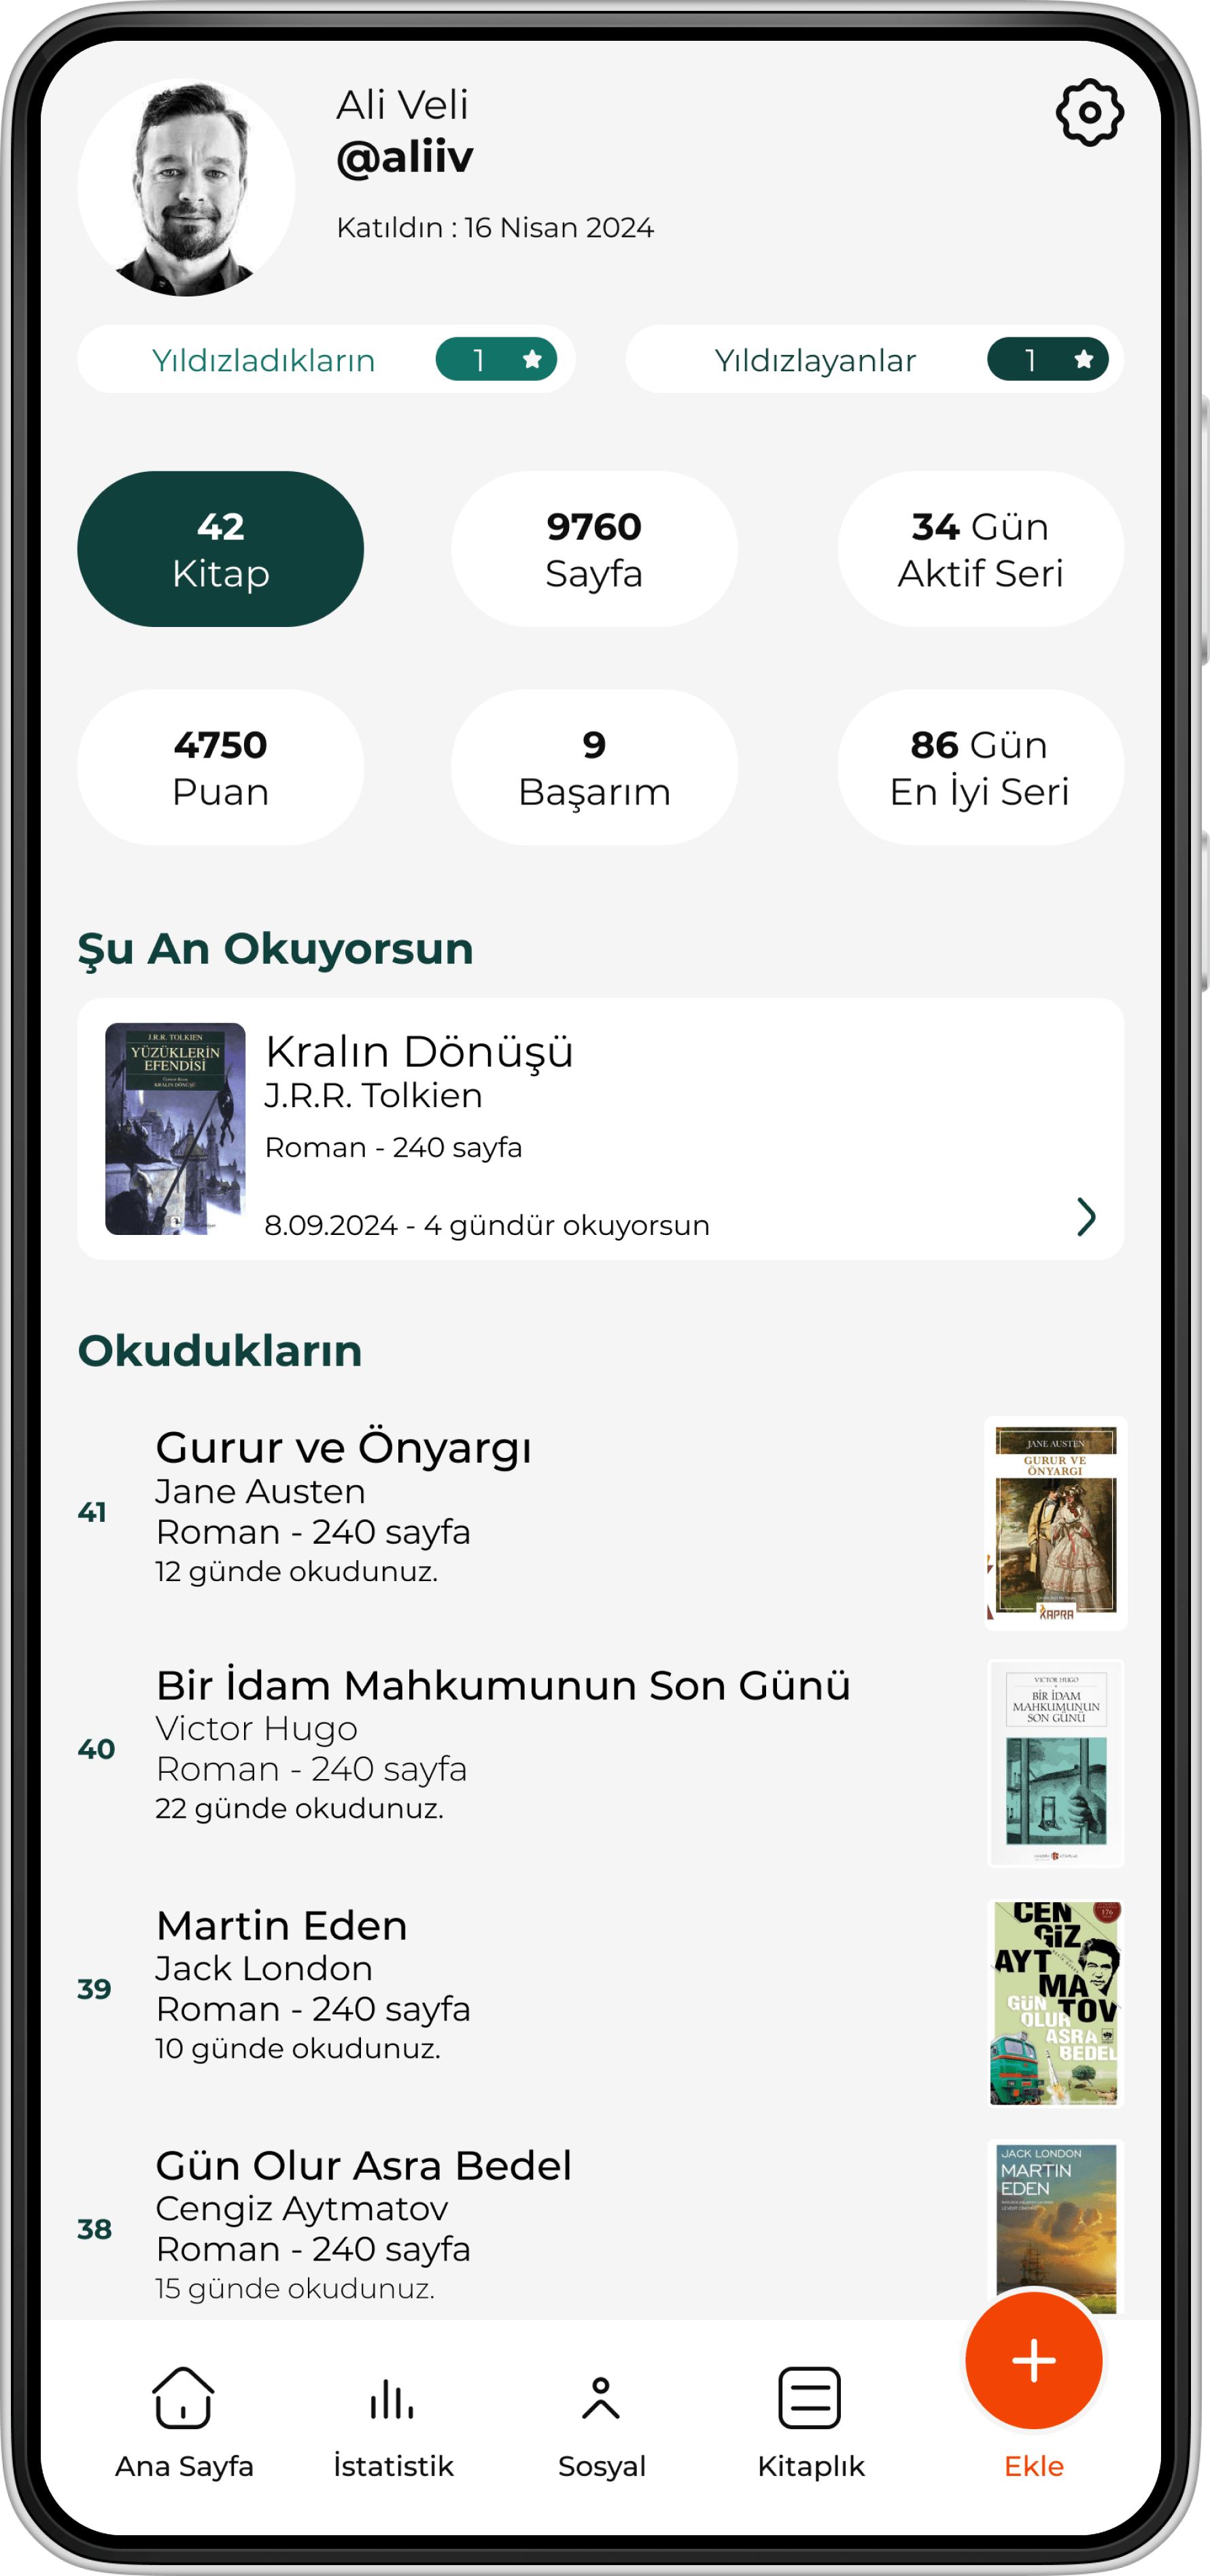 Ali Veli
@aliiv
Katıldın : 16 Nisan 2024
Yıldızladıkların 1
Yıldızlayanlar 1
42
Kitap
9760
Sayfa
34 Gün
Aktif Seri
4750
Puan
9
Başarım
86 Gün
En İyi Seri
Şu An Okuyorsun
J.R.R. TOLKIEN
YÜZÜKLERİN
EFENDİSİ
KRALIN DÖNÜŞÜ
Kralın Dönüşü
J.R.R. Tolkien
Roman - 240 sayfa
8.09.2024 - 4 gündür okuyorsun
Okudukların
41
Gurur ve Önyargı
Jane Austen
Roman - 240 sayfa
12 günde okudunuz.
JANE AUSTEN
GURUR VE
ÖNYARGI
KAPRA
40
Bir İdam Mahkumunun Son Günü
Victor Hugo
Roman - 240 sayfa
22 günde okudunuz.
VICTOR HUGO
BİR İDAM
MAHKUMUNUN
SON GÜNÜ
39
Martin Eden
Jack London
Roman - 240 sayfa
10 günde okudunuz.
CEN
GİZ
AYT
MA
TOV
GÜN
OLUR
ASRA
BEDEL
176
38
Gün Olur Asra Bedel
Cengiz Aytmatov
Roman - 240 sayfa
15 günde okudunuz.
JACK LONDON
MARTIN
EDEN
Ana Sayfa
İstatistik
Sosyal
Kitaplık
Ekle